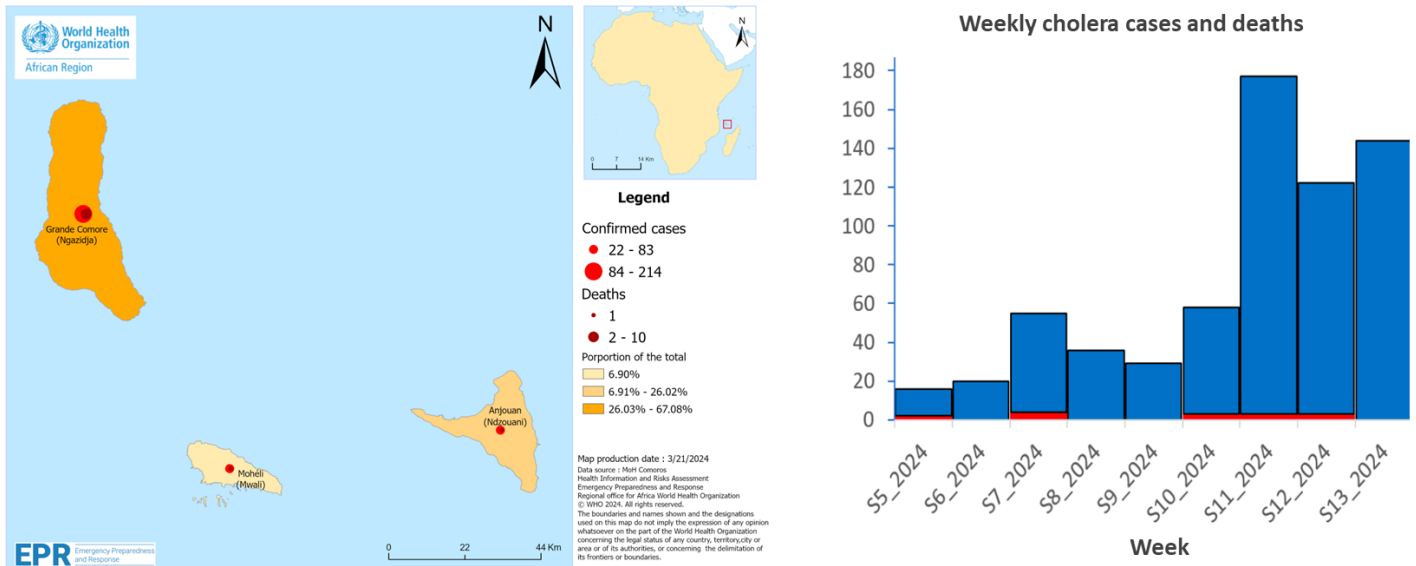 World Health
Organization
African Region
N
Grande Comore
(Ngazidja)
Anjouan
(Ndzouani)
Moheli
(Mwali)
EPR
Emergency Preparedness
and Response
0 22 44 Km
N
0 7 14 Km
Legend
Confirmed cases
22 - 83
84 - 214
Deaths
1
2 - 10
Porportion of the total
6.90%
6.91% - 26.02%
26.03% - 67.08%
Map production date : 3/21/2024
Data source : MoH Comoros
Health Information and Risks Assessment
Emergency Preparedness and Response
Regional office for Africa World Health Organization
© WHO 2024. All rights reserved.
The boundaries and names shown and the designations
used on this map do not imply the expression of any opinion
whatsoever on the part of the World Health Organization
concerning the legal status of any country, territory,city or
area or of its authorities, or concerning the delimitation of
its frontiers or boundaries.
Weekly cholera cases and deaths
180
160
140
120
100
80
60
40
20
0
S5_2024
S6_2024
S7_2024
S8_2024
S9_2024
S10_2024
S11_2024
S12_2024
S13_2024
Week